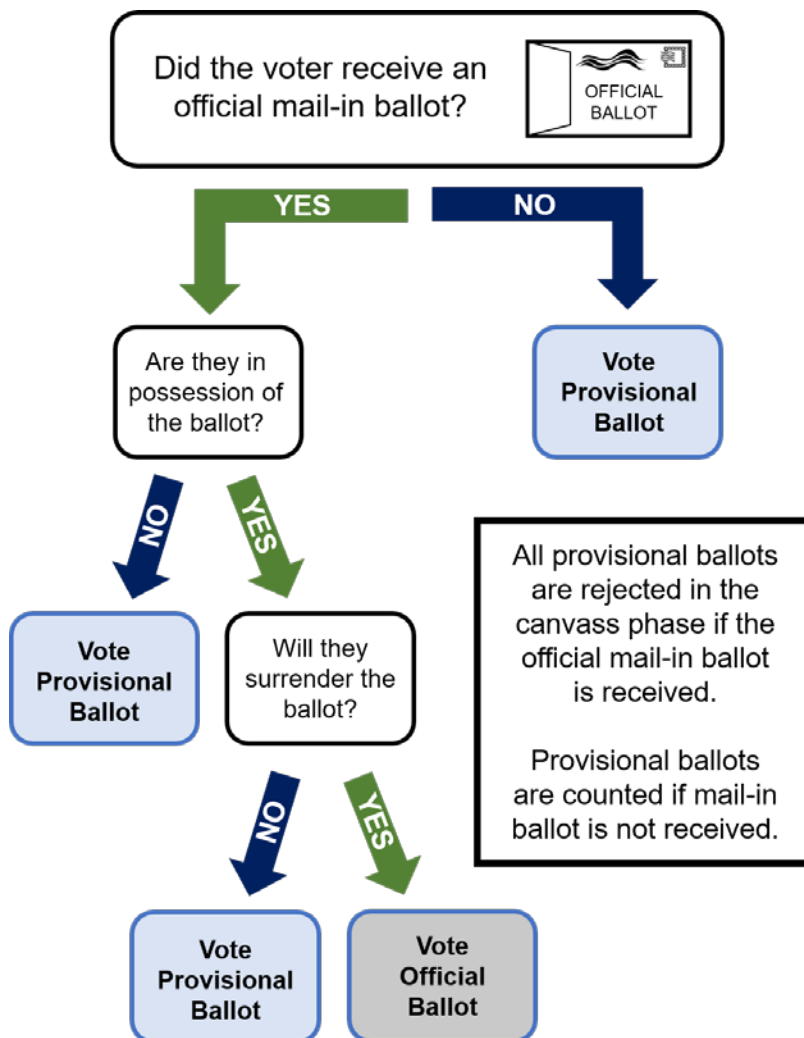 Did the voter receive an
official mail-in ballot?
OFFICIAL
BALLOT
YES
NO
Are they in
possession of
the ballot?
Vote
Provisional
Ballot
NO
YES
All provisional ballots
are rejected in the
canvass phase if the
official mail-in ballot
is received.
Provisional ballots
are counted if mail-in
ballot is not received.
Vote
Provisional
Ballot
Will they
surrender the
ballot?
NO
YES
Vote
Provisional
Ballot
Vote
Official
Ballot